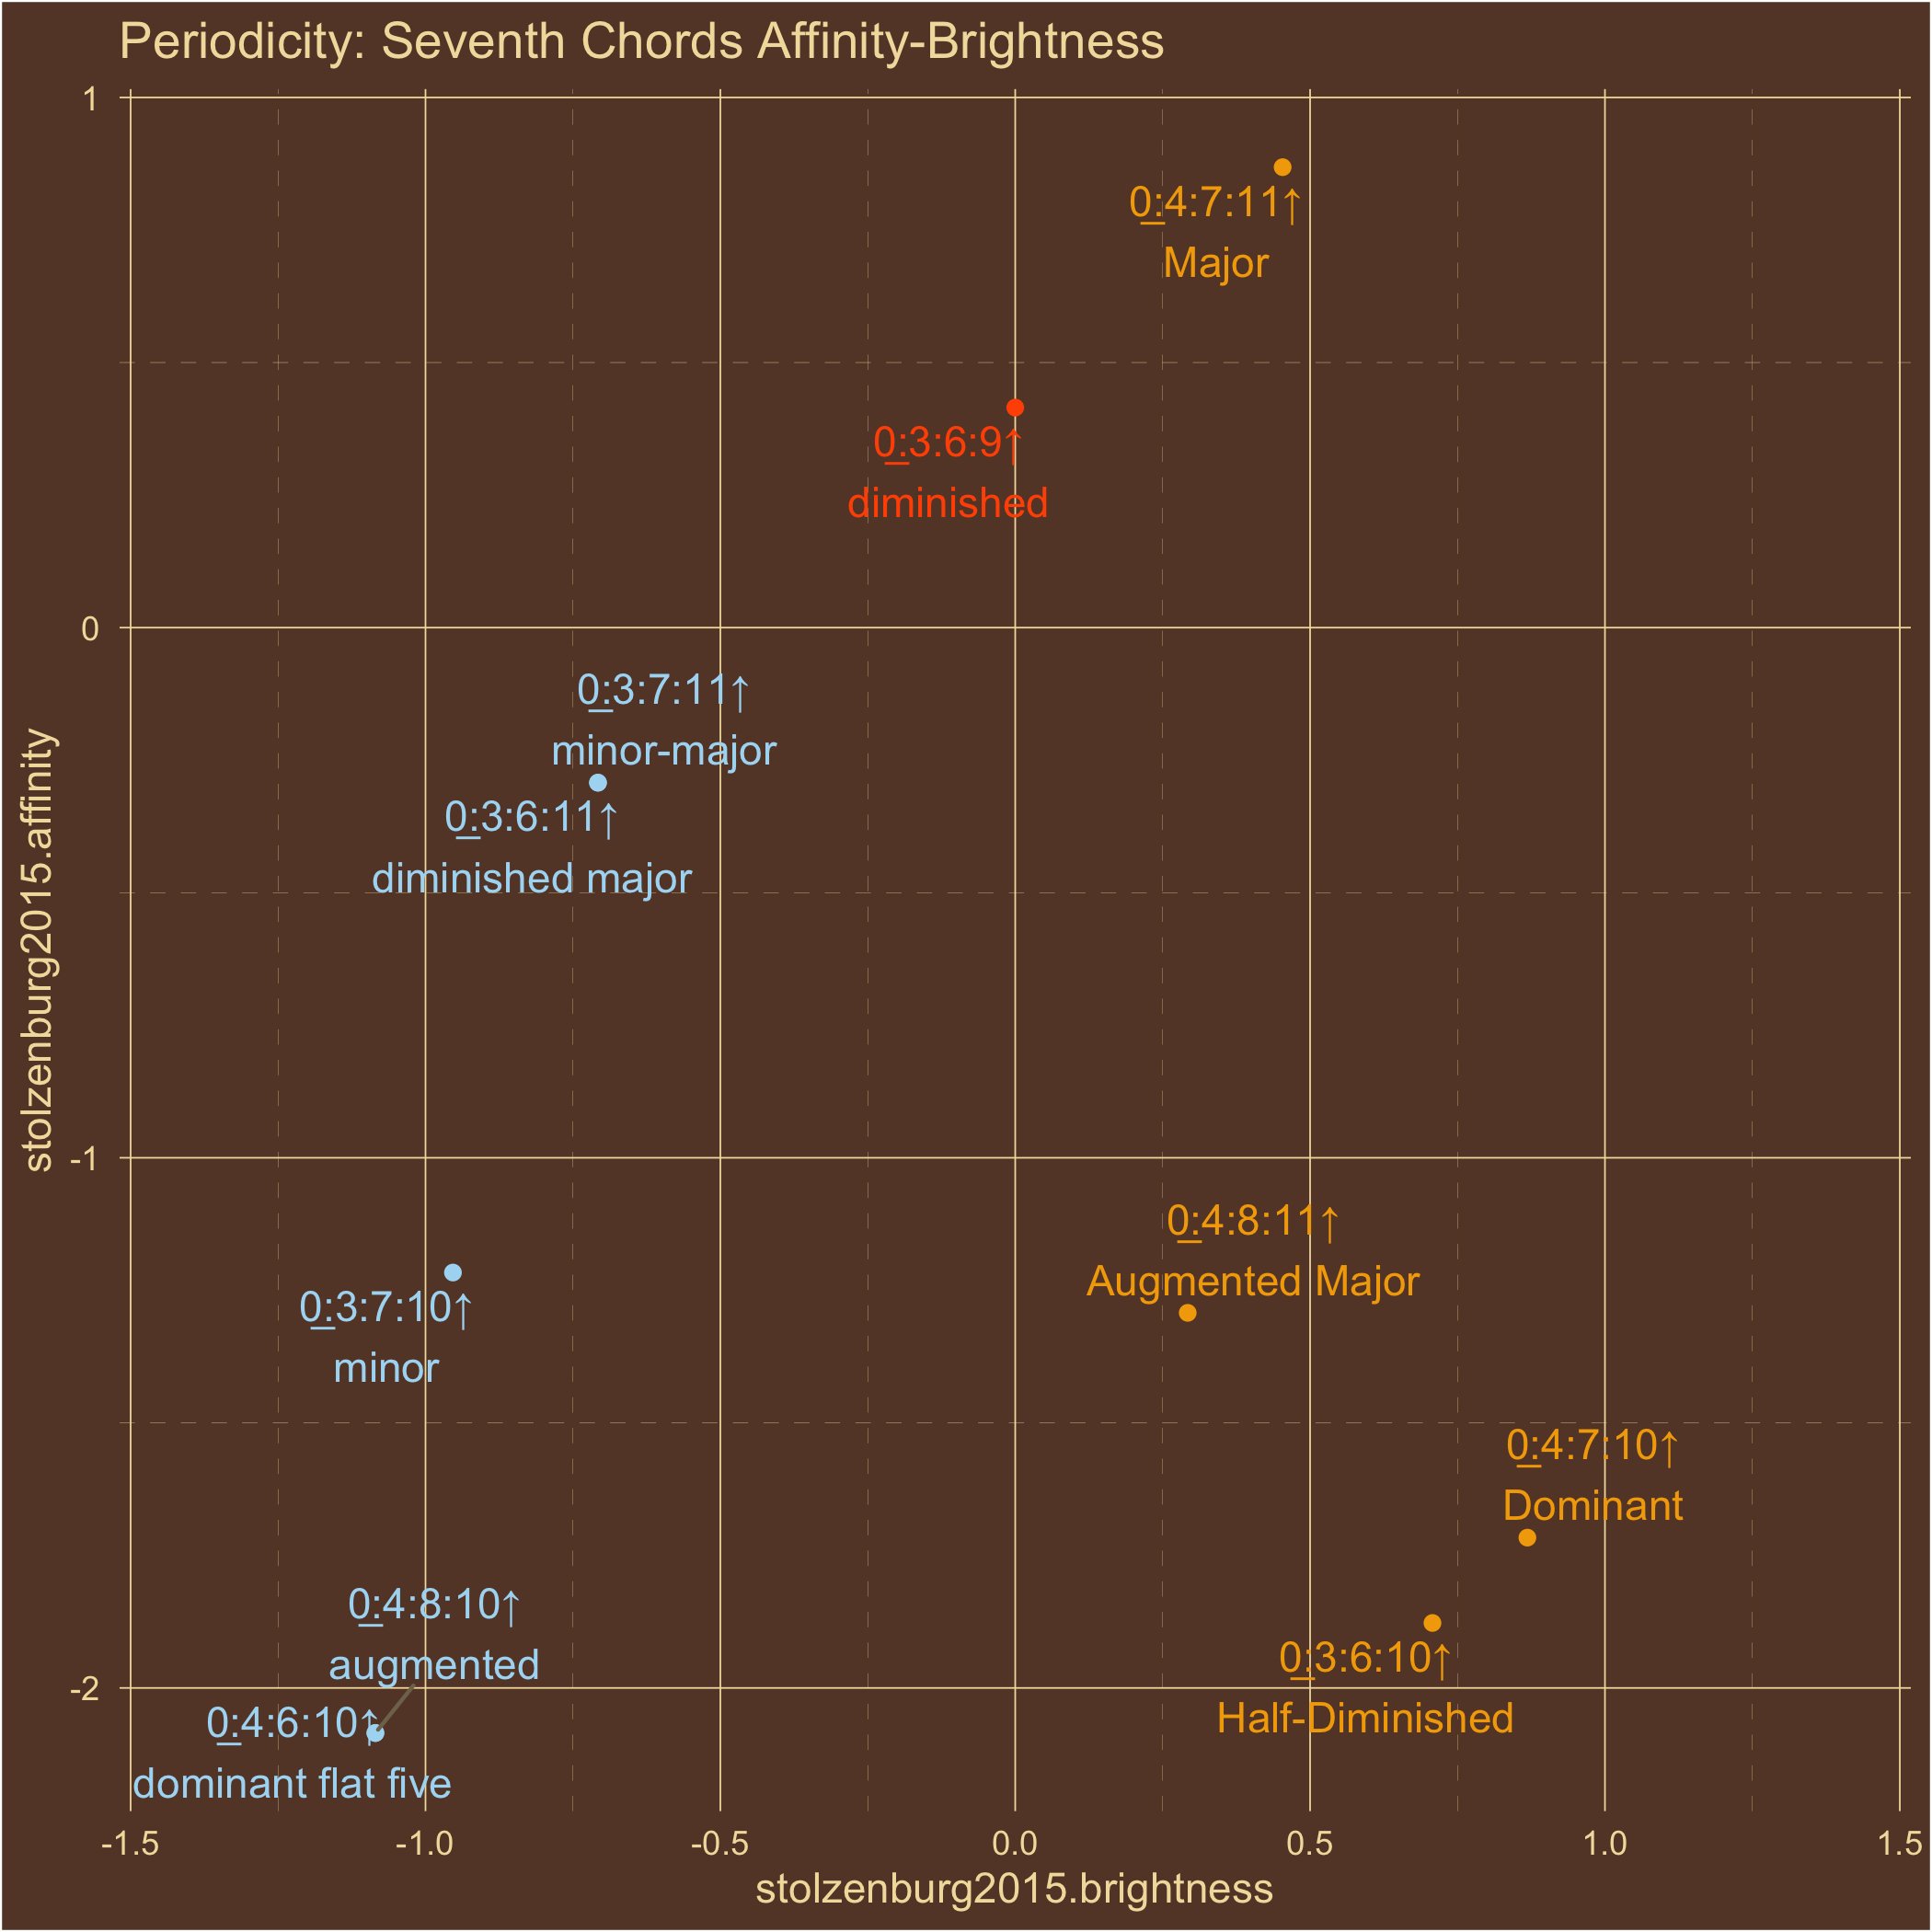 Periodicity: Seventh Chords Affinity-Brightness
1
0:4:7:11↑
Major
0:3:6:9↑
diminished
0
0:3:7:11↑
minor-major
0:3:6:11↑
diminished major
stolzenburg2015.affinity
-1
0:4:8:11↑
Augmented Major
0:3:7:10↑
minor
0:4:7:10↑
Dominant
0:4:8:10↑
augmented
0:3:6:10↑
Half-Diminished
-2
0:4:6:10↑
dominant flat five
-1.5 -1.0 -0.5 0.0 0.5 1.0 1.5
stolzenburg2015.brightness